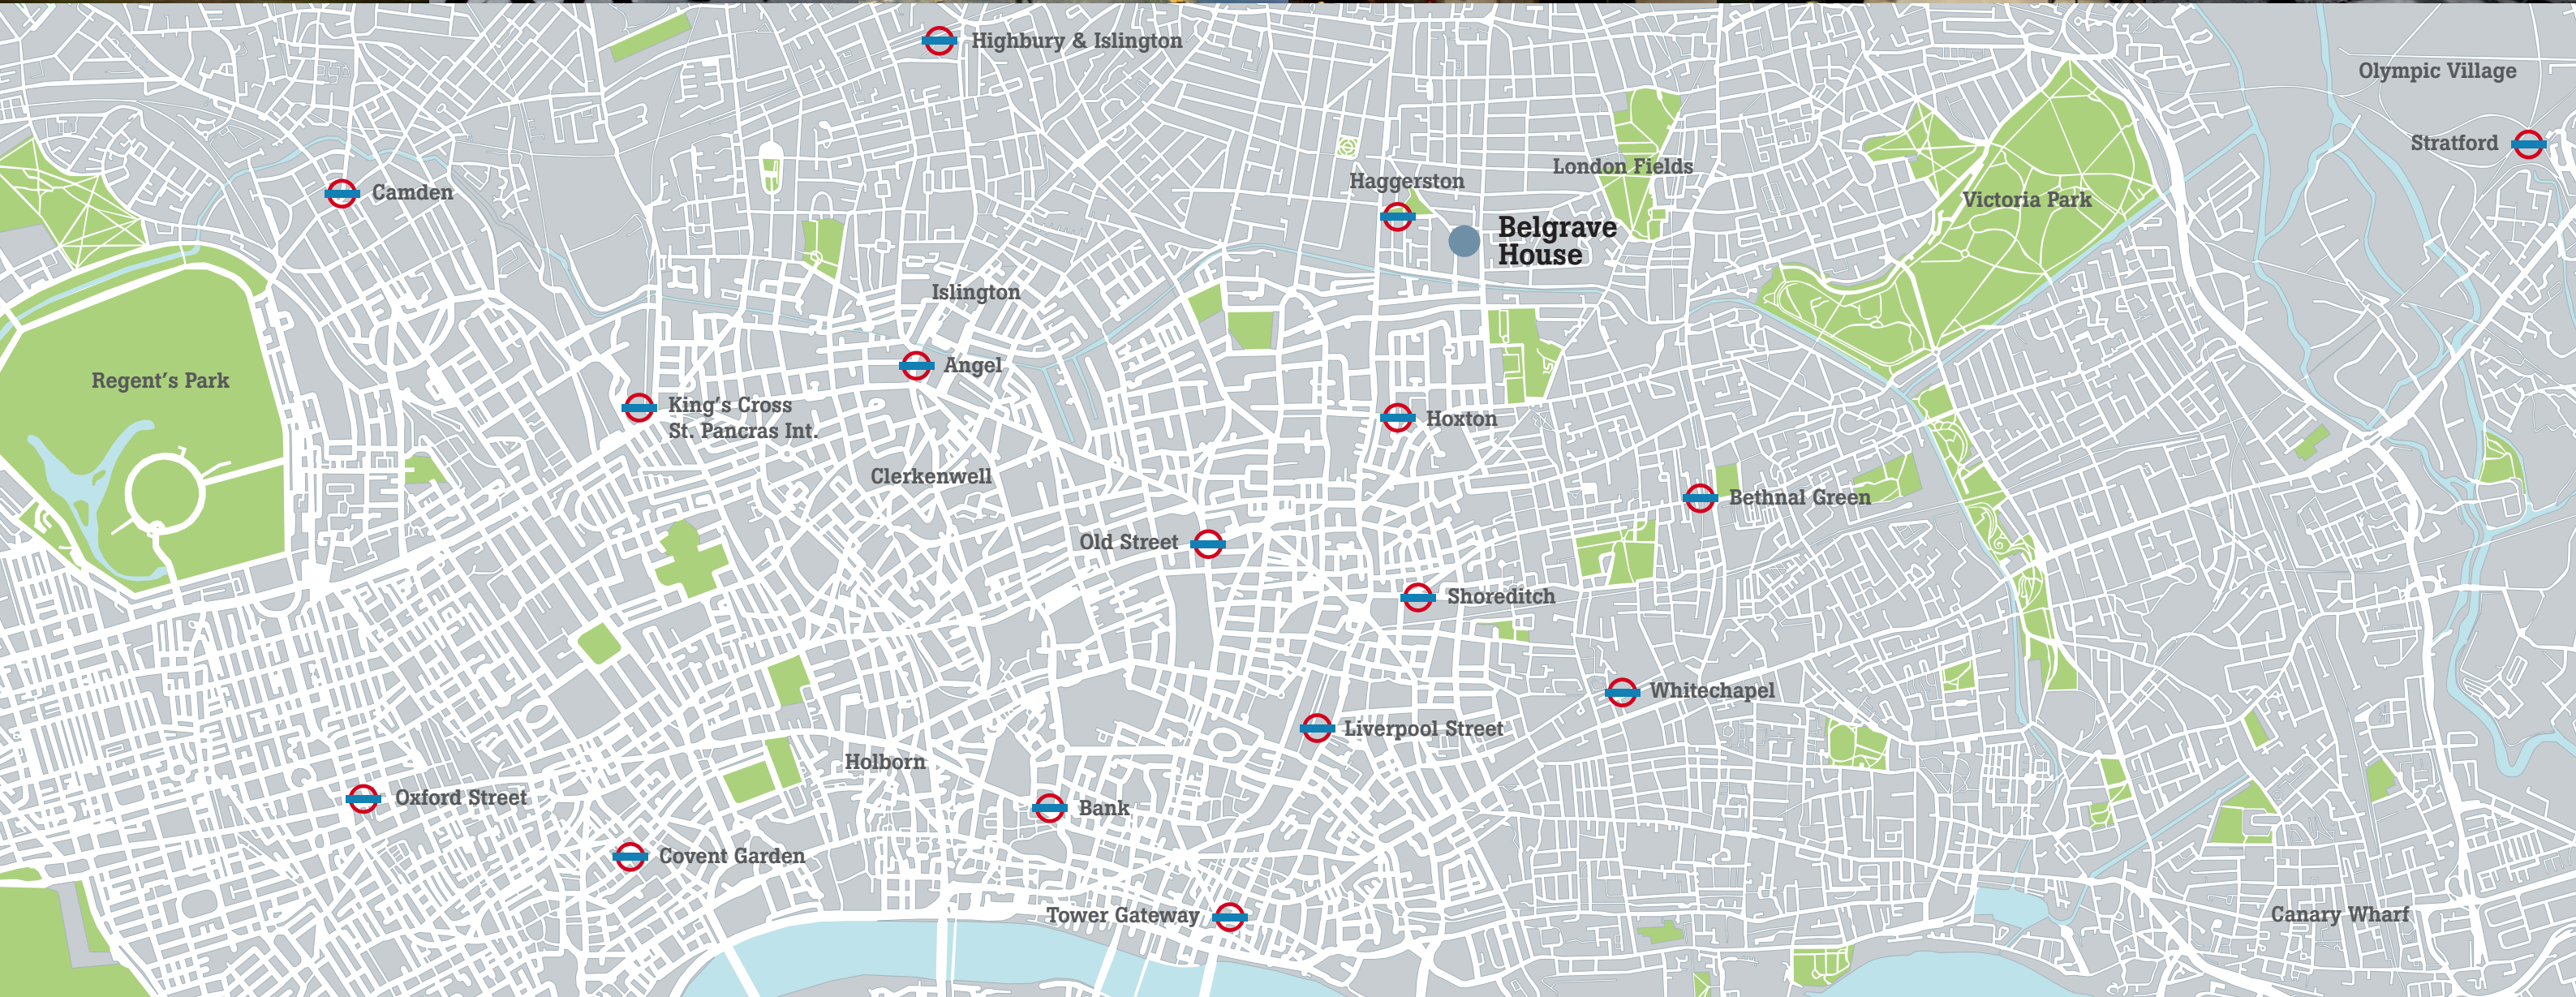 Highbury & Islington
Olympic Village
Stratford
London Fields
Haggerston
Camden
Victoria Park
Belgrave
House
Islington
Angel
Regent's Park
King's Cross
St. Pancras Int.
Hoxton
Clerkenwell
Bethnal Green
Old Street
Shoreditch
Whitechapel
Liverpool Street
Holborn
Oxford Street
Bank
Covent Garden
Tower Gateway
Canary Wharf